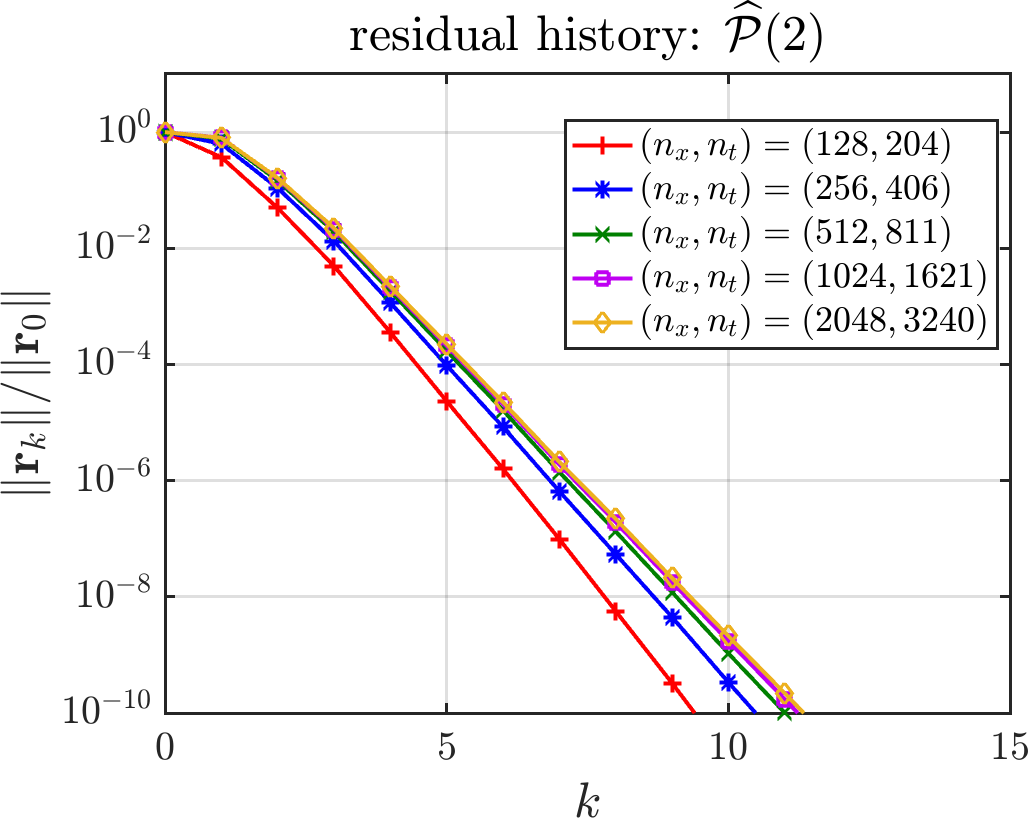 residual history: $\widehat{\mathcal{P}}(2)$
$\|\mathbf{r}_k\|/\|\mathbf{r}_0\|$
$10^{0}$
$10^{-2}$
$10^{-4}$
$10^{-6}$
$10^{-8}$
$10^{-10}$
$(n_x, n_t) = (128, 204)$
$(n_x, n_t) = (256, 406)$
$(n_x, n_t) = (512, 811)$
$(n_x, n_t) = (1024, 1621)$
$(n_x, n_t) = (2048, 3240)$
0 5 10 15
$k$